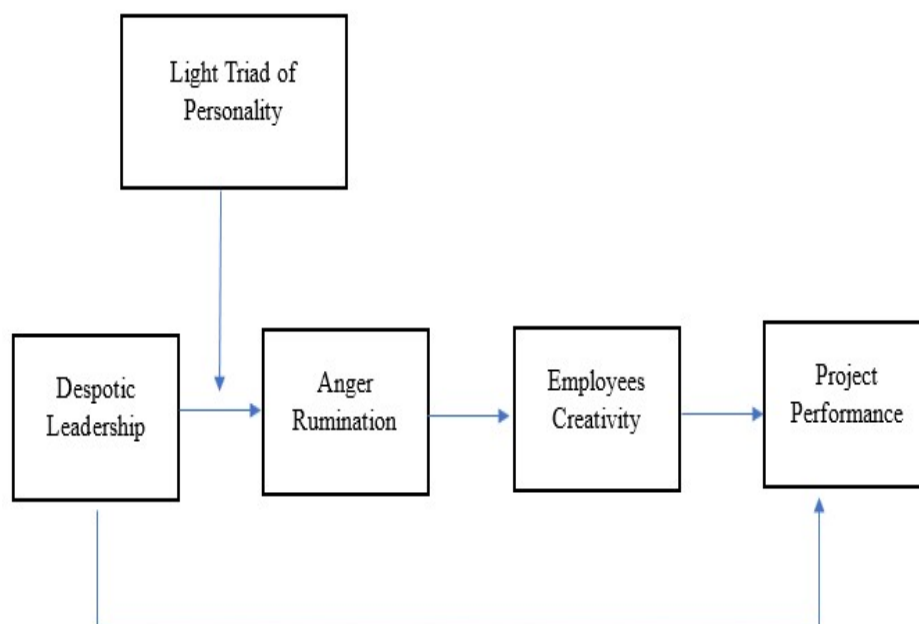 Light Triad of
Personality
Despotic
Leadership
Anger
Rumination
Employees
Creativity
Project
Performance